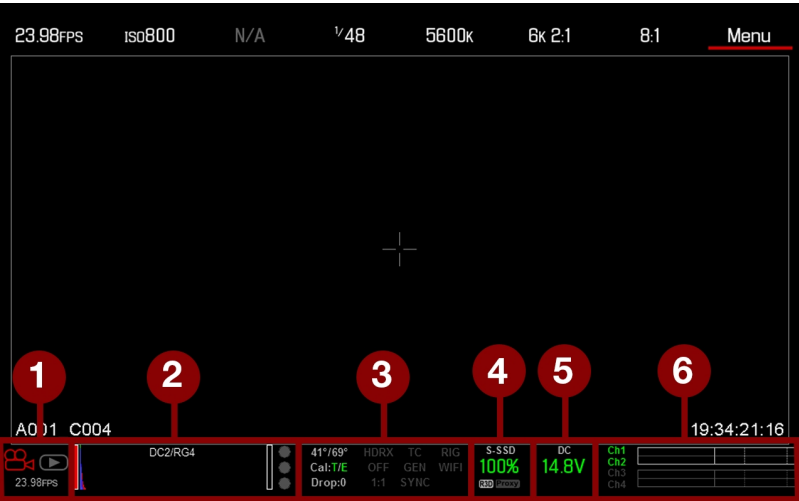 23.98FPS ISO800 N/A 1/48 5600K 6K 2:1 8:1 Menu
1 2 3 4 5 6
A001 C004 19:34:21:16
23.98FPS
DC2/RG4
41°/69° HDRX TC RIG
Cal:T/E OFF GEN WIFI
Drop:0 1:1 SYNC
S-SSD
100%
R3D Proxy
DC
14.8V
Ch1
Ch2
Ch3
Ch4